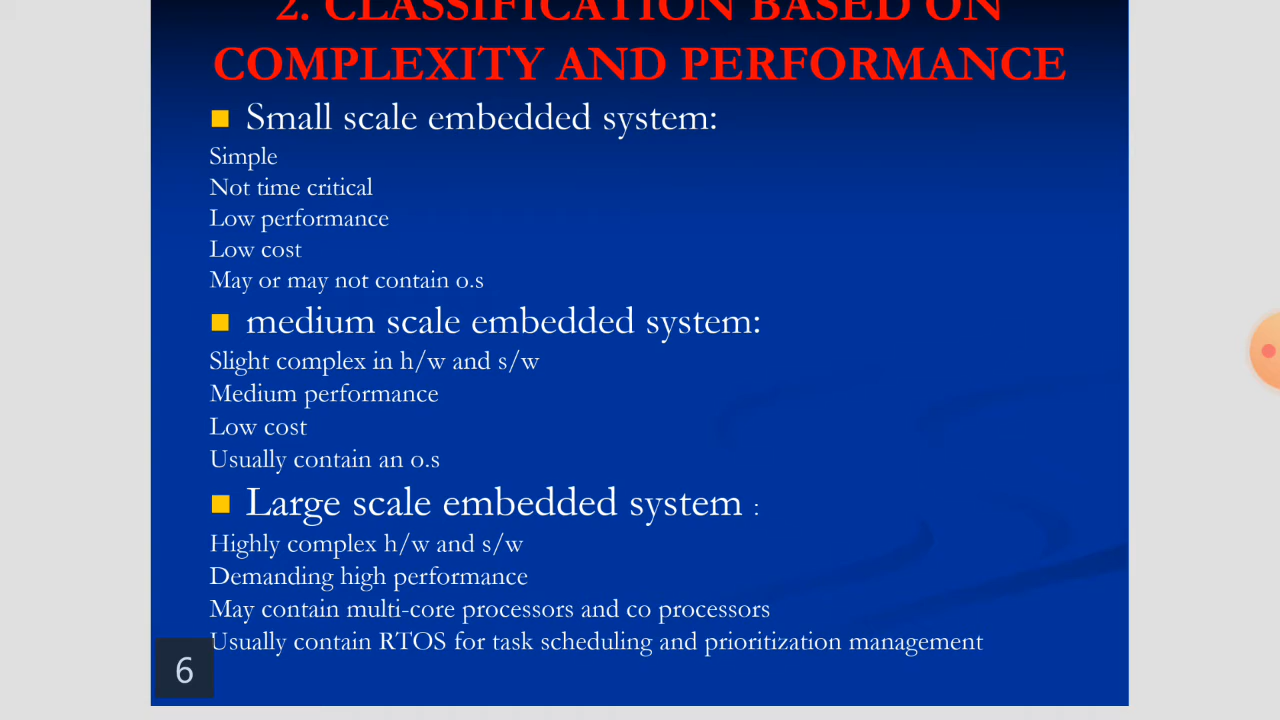 2. CLASSIFICATION BASED ON
COMPLEXITY AND PERFORMANCE
Small scale embedded system:
Simple
Not time critical
Low performance
Low cost
May or may not contain o.s
medium scale embedded system:
Slight complex in h/w and s/w
Medium performance
Low cost
Usually contain an o.s
Large scale embedded system :
Highly complex h/w and s/w
Demanding high performance
May contain multi-core processors and co processors
Usually contain RTOS for task scheduling and prioritization management
6